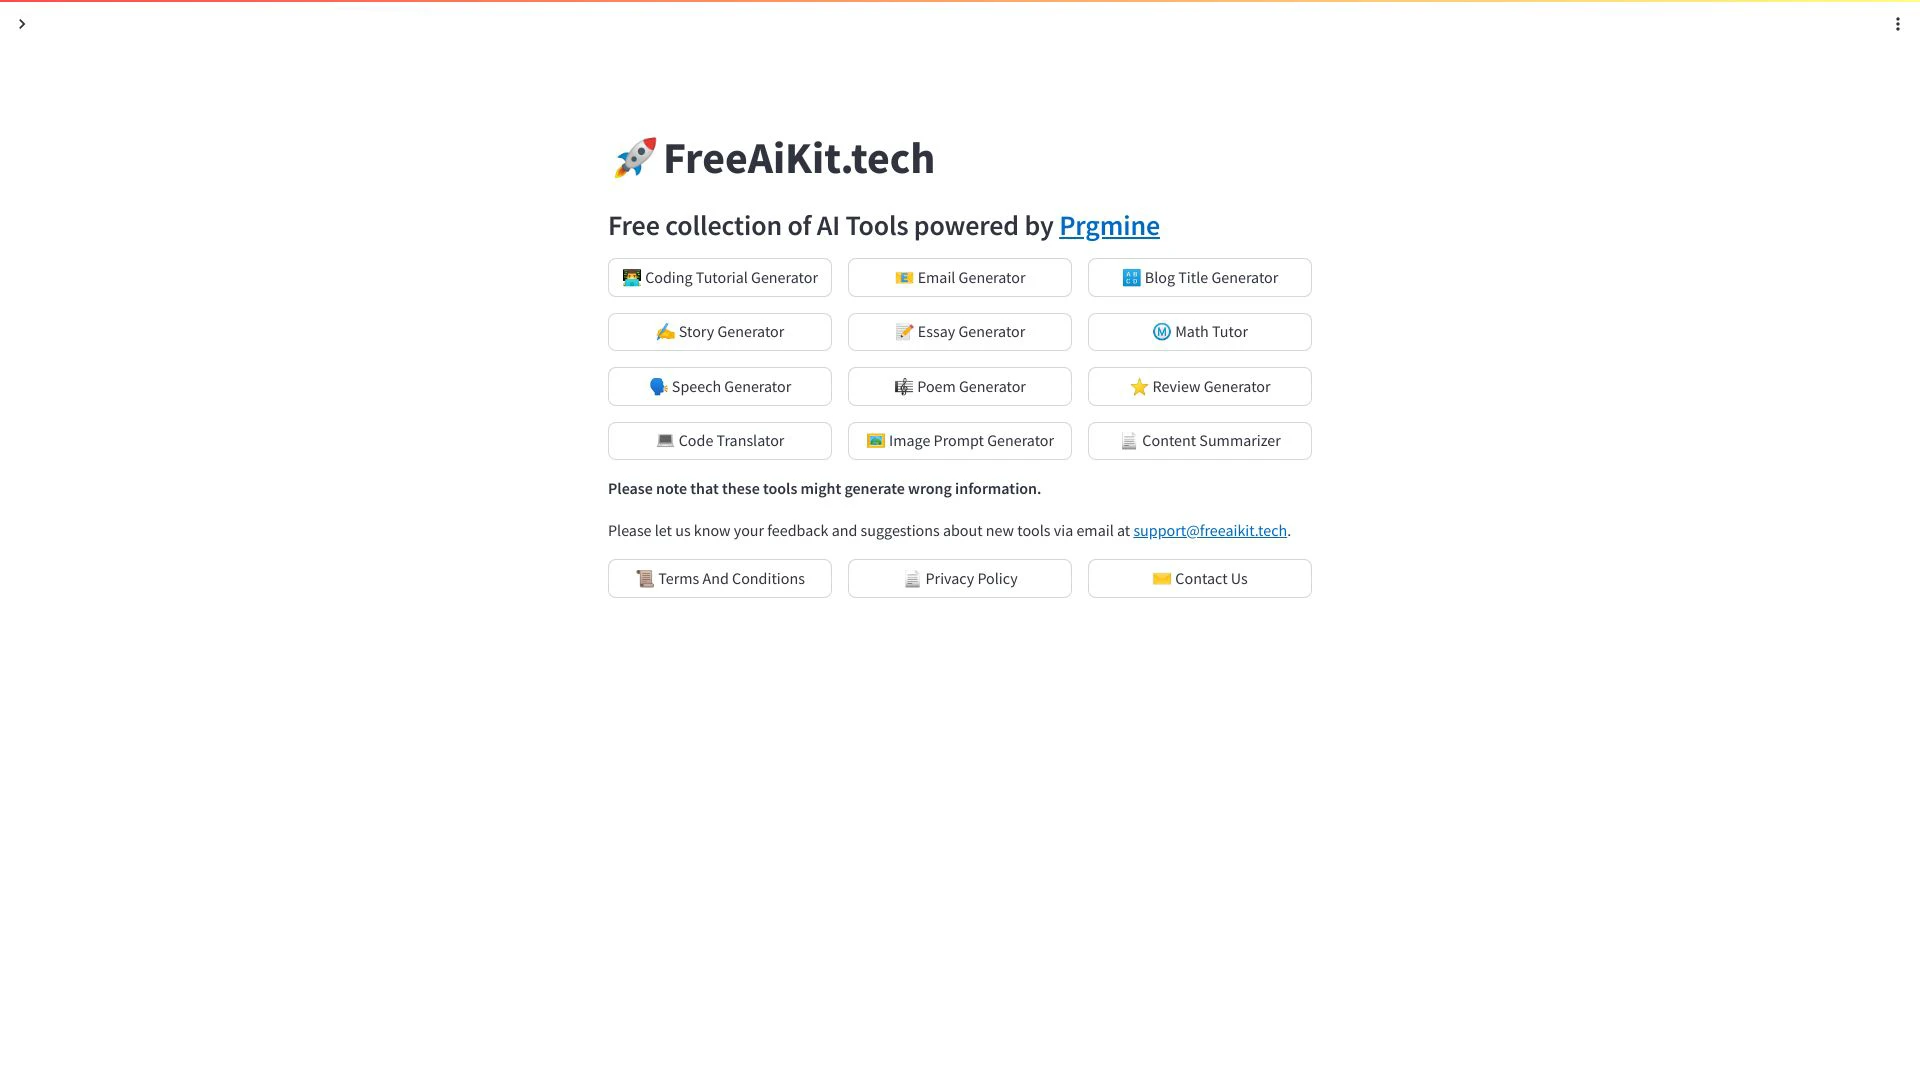 FreeAiKit.tech
Free collection of AI Tools powered by Prgmine
Coding Tutorial Generator
Email Generator
Blog Title Generator
Story Generator
Essay Generator
Math Tutor
Speech Generator
Poem Generator
Review Generator
Code Translator
Image Prompt Generator
Content Summarizer
Please note that these tools might generate wrong information.
Please let us know your feedback and suggestions about new tools via email at support@freeaikit.tech.
Terms And Conditions
Privacy Policy
Contact Us